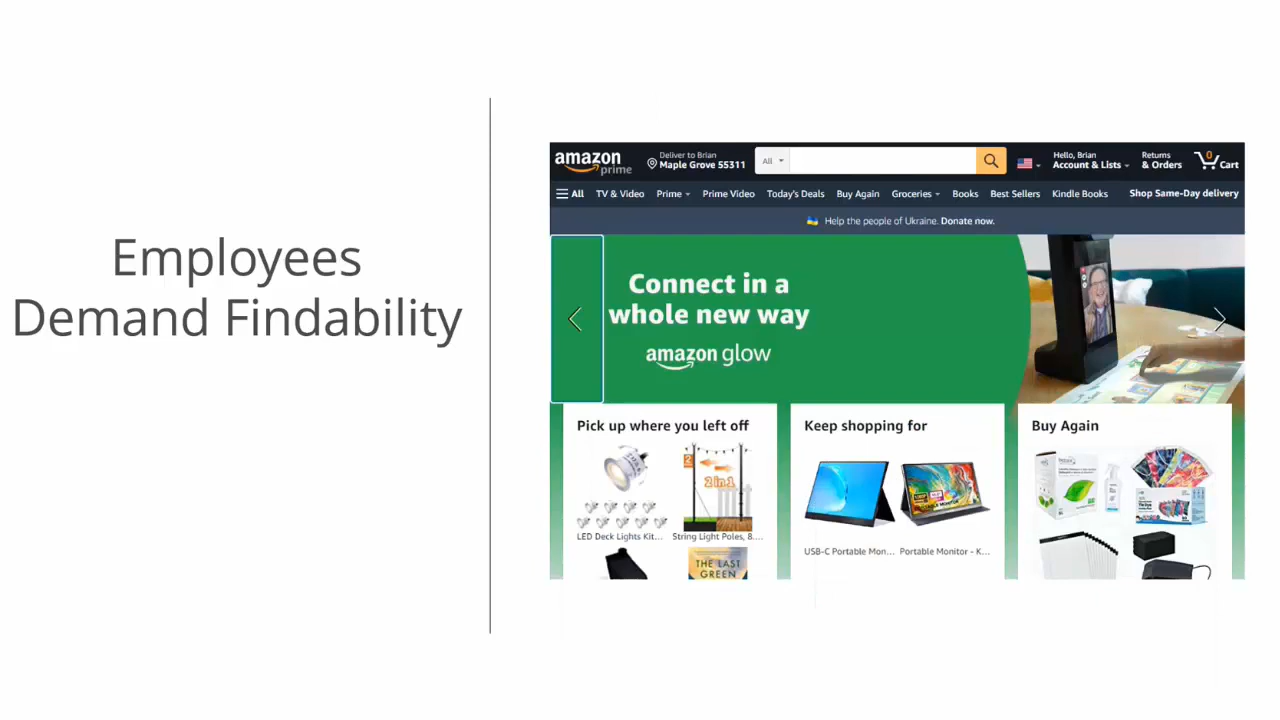 Employees
Demand Findability
amazon prime
Deliver to Brian
Maple Grove 55311
All
Hello, Brian
Account & Lists
Returns
& Orders
0
Cart
All TV & Video Prime Prime Video Today's Deals Buy Again Groceries Books Best Sellers Kindle Books Shop Same-Day delivery
Help the people of Ukraine. Donate now.
Connect in a
whole new way
amazon glow
Pick up where you left off
Keep shopping for
Buy Again
2 in 1
LED Deck Lights Kit...
String Light Poles, 8....
USB-C Portable Mon...
Portable Monitor - K...
THE LAST
GREEN